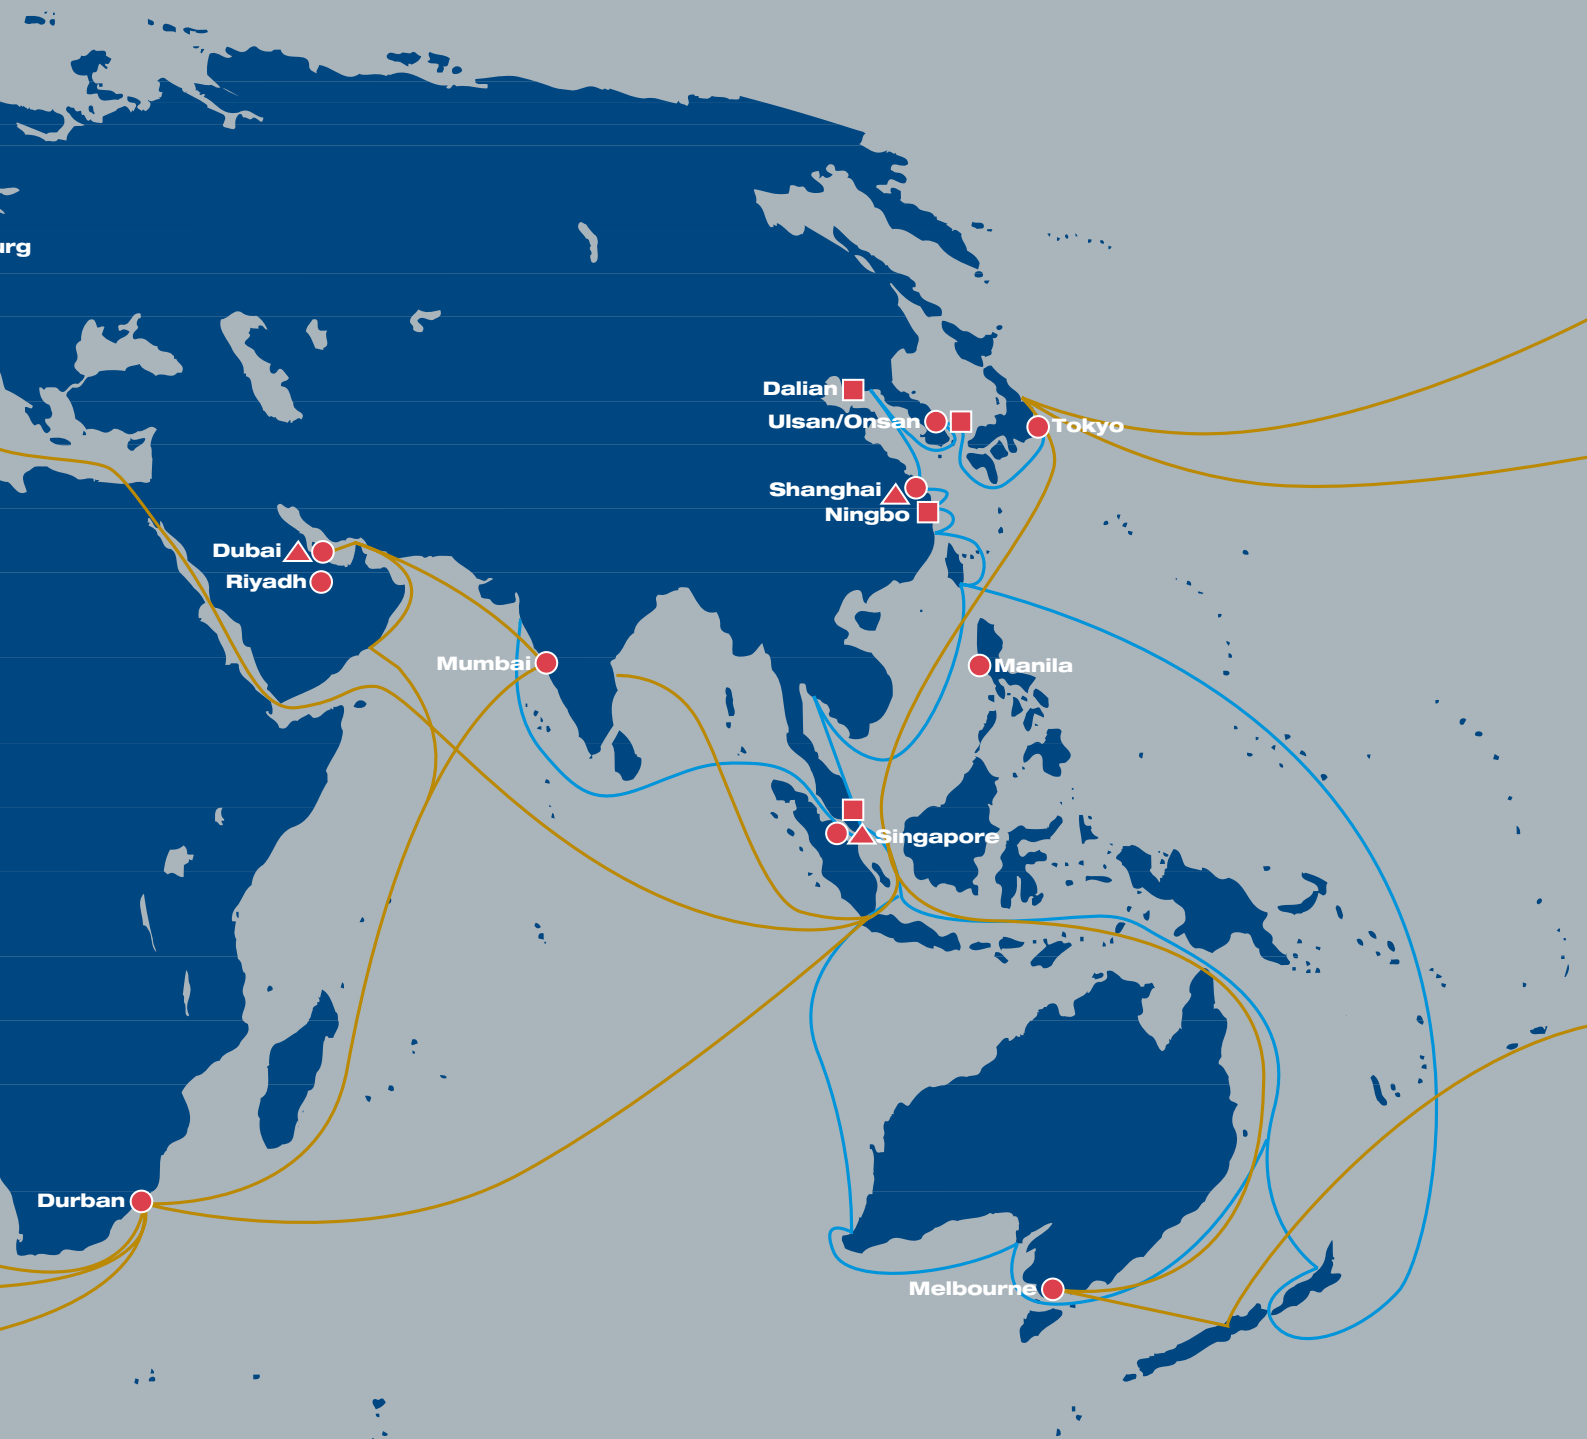 urg
Dalian
Ulsan/Onsan
Tokyo
Shanghai
Ningbo
Dubai
Riyadh
Mumbai
Manila
Singapore
Durban
Melbourne